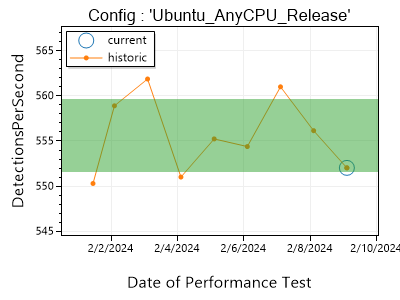 Config : 'Ubuntu_AnyCPU_Release'
current
historic
DetectionsPerSecond
565
560
555
550
545
2/2/2024 2/4/2024 2/6/2024 2/8/2024 2/10/2024
Date of Performance Test